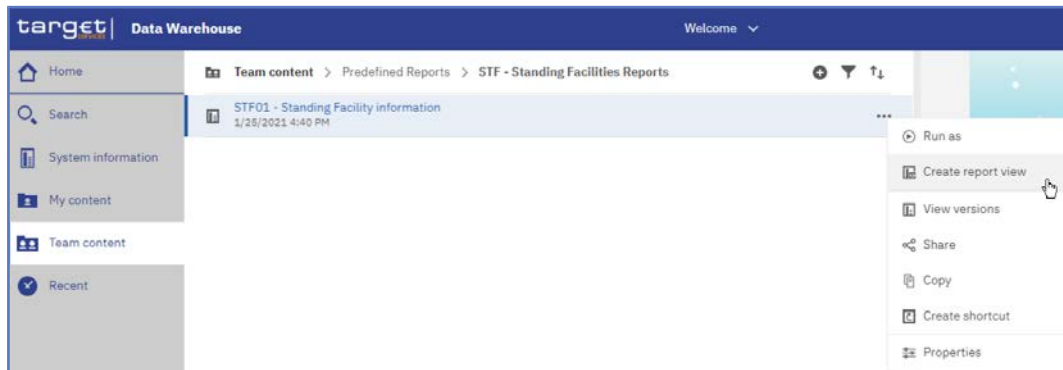 target| Data Warehouse Welcome
SERVICES
Home
Team content > Predefined Reports > STF - Standing Facilities Reports
Search
STF01 - Standing Facility information
1/25/2021 4:40 PM
System information
My content
Team content
Recent
Run as
Create report view
View versions
Share
Copy
Create shortcut
Properties